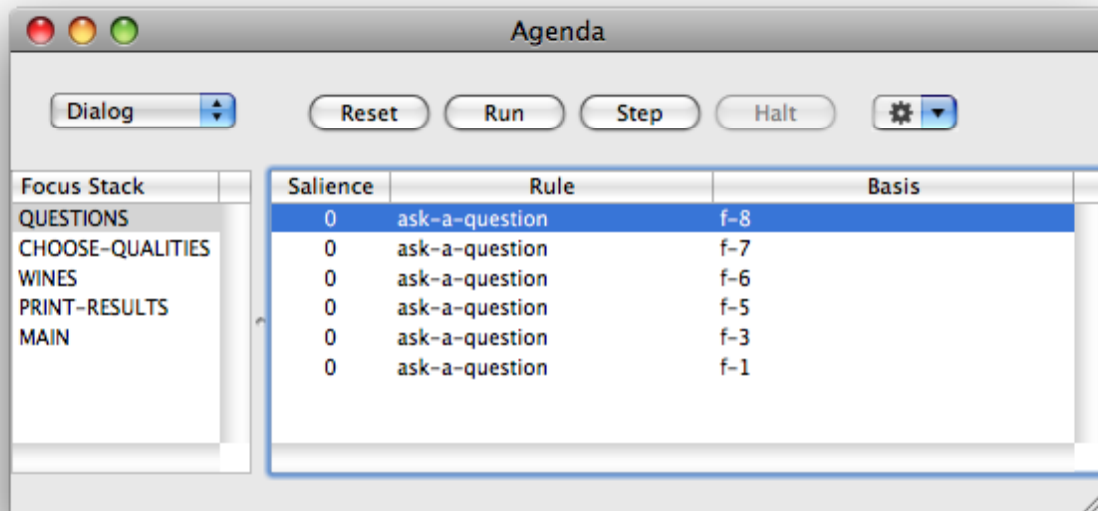 Agenda
Dialog Reset Run Step Halt
Focus Stack
QUESTIONS
CHOOSE-QUALITIES
WINES
PRINT-RESULTS
MAIN
Salience Rule Basis
0 ask-a-question f-8
0 ask-a-question f-7
0 ask-a-question f-6
0 ask-a-question f-5
0 ask-a-question f-3
0 ask-a-question f-1